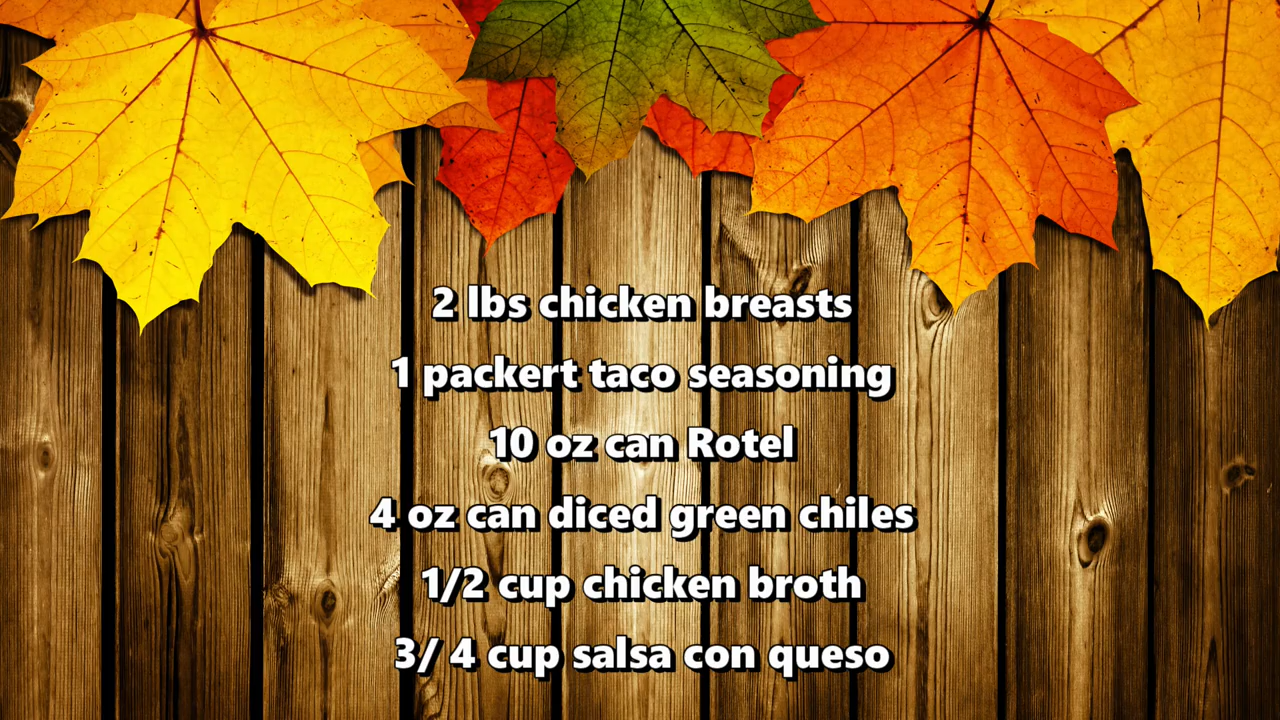 2 lbs chicken breasts
1 packert taco seasoning
10 oz can Rotel
4 oz can diced green chiles
1/2 cup chicken broth
3/ 4 cup salsa con queso